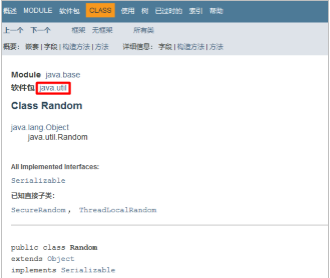 概述 MODULE 软件包 CLASS 使用 树 已过时的 索引 帮助
上一个 下一个 框架 无框架 所有类
概要： 嵌套 | 字段 | 构造方法 | 方法 详细信息： 字段 | 构造方法 | 方法
Module java.base
软件包 java.util
Class Random
java.lang.Object
java.util.Random
All Implemented Interfaces:
Serializable
已知直接子类：
SecureRandom， ThreadLocalRandom
public class Random
extends Object
implements Serializable